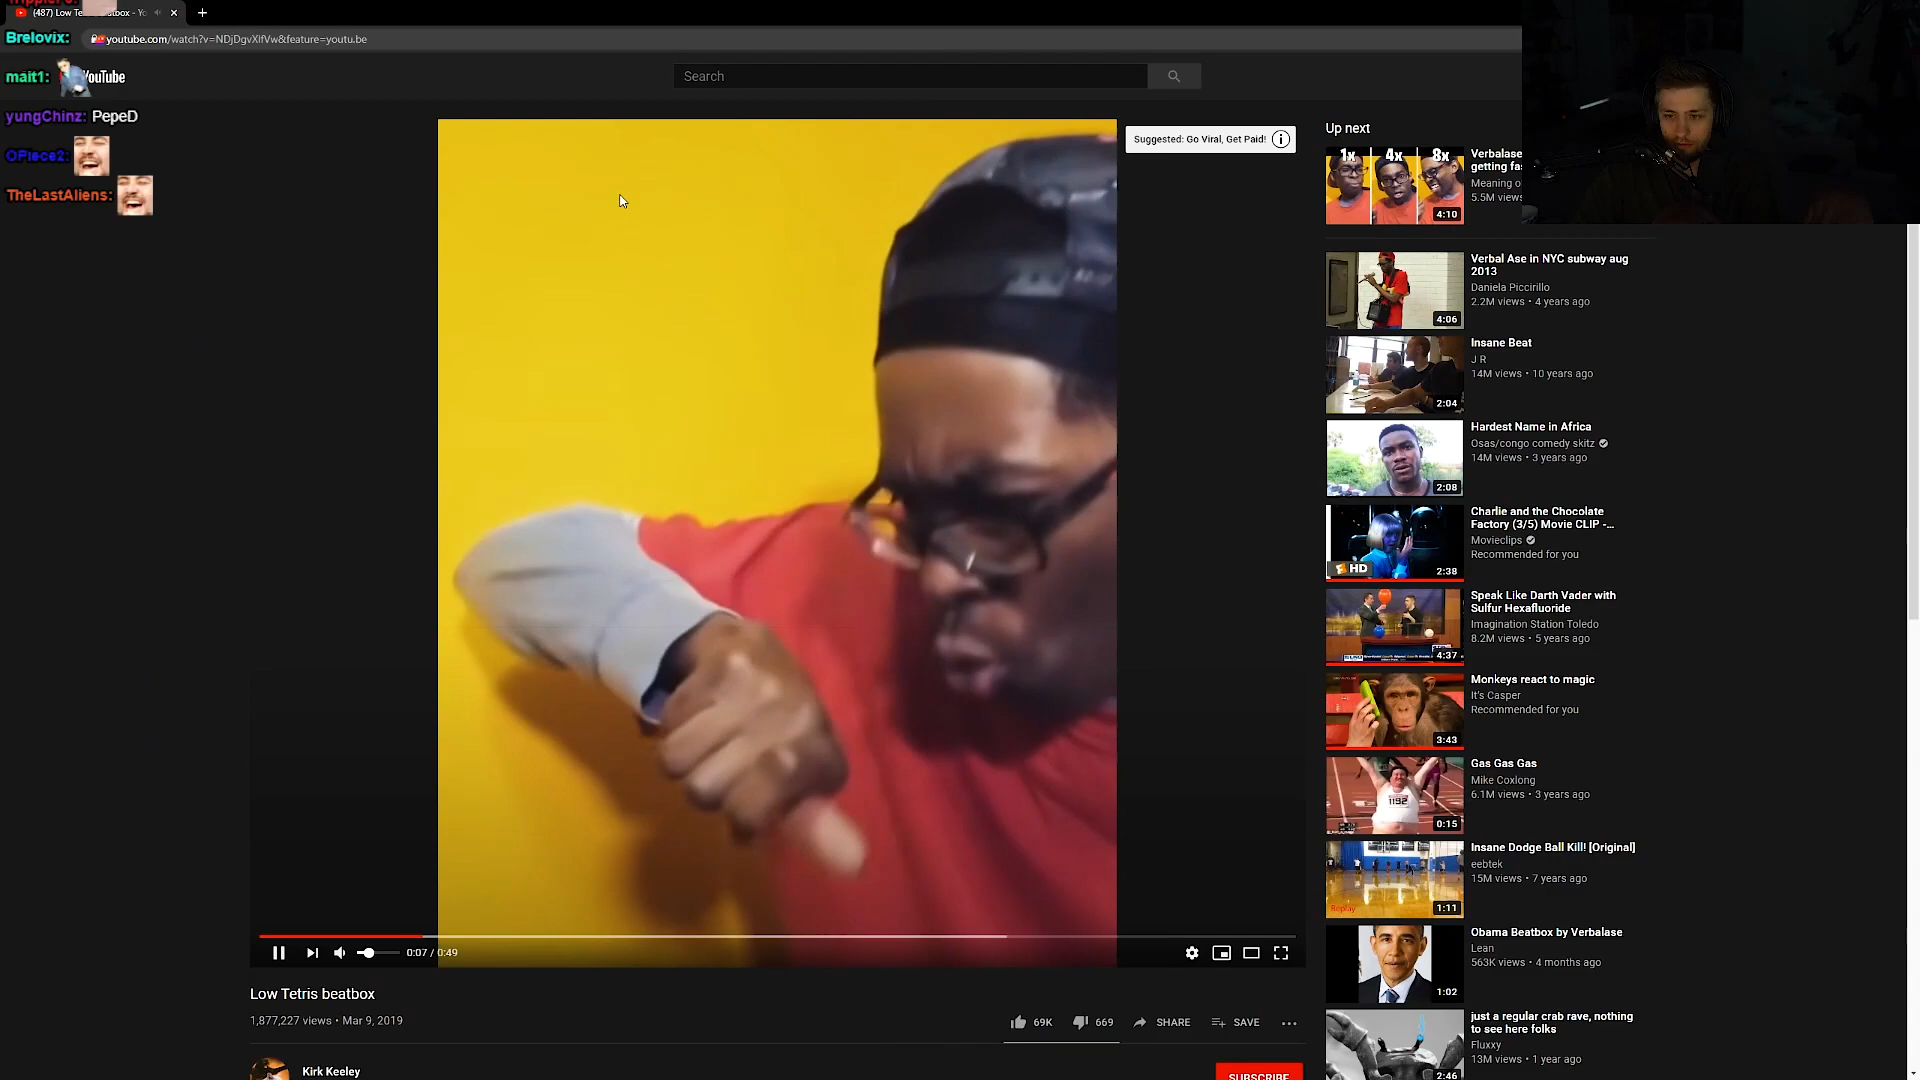 (487) Low Te
box - Yo
Brelovix:
youtube.com/watch?v=NDjDgvXlfVw&feature=youtu.be
mait1:
YouTube
Search
yungChinz: PepeD
OPiece2:
TheLastAliens:
Suggested: Go Viral, Get Paid!
Up next
1x 4x 8x
4:10
Verbalase
getting fa
Meaning o
5.5M views
4:06
Verbal Ase in NYC subway aug
2013
Daniela Piccirillo
2.2M views • 4 years ago
2:04
Insane Beat
J R
14M views • 10 years ago
2:08
Hardest Name in Africa
Osas/congo comedy skitz
14M views • 3 years ago
HD
2:38
Charlie and the Chocolate
Factory (3/5) Movie CLIP -...
Movieclips
Recommended for you
4:37
Speak Like Darth Vader with
Sulfur Hexafluoride
Imagination Station Toledo
8.2M views • 5 years ago
3:43
Monkeys react to magic
It's Casper
Recommended for you
1192
0:15
Gas Gas Gas
Mike Coxlong
6.1M views • 3 years ago
Replay
1:11
Insane Dodge Ball Kill! [Original]
eebtek
15M views • 7 years ago
1:02
Obama Beatbox by Verbalase
Lean
563K views • 4 months ago
2:46
just a regular crab rave, nothing
to see here folks
Fluxxy
13M views • 1 year ago
0:07 / 0:49
Low Tetris beatbox
1,877,227 views • Mar 9, 2019
69K
669
SHARE
SAVE
Kirk Keeley
SUBSCRIBE